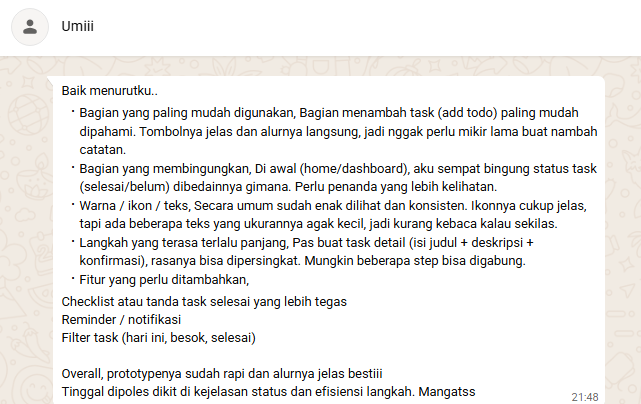 Umiii
Baik menurutku..
· Bagian yang paling mudah digunakan, Bagian menambah task (add todo) paling mudah
dipahami. Tombolnya jelas dan alurnya langsung, jadi nggak perlu mikir lama buat nambah
catatan.
· Bagian yang membingungkan, Di awal (home/dashboard), aku sempat bingung status task
(selesai/belum) dibedainnya gimana. Perlu penanda yang lebih kelihatan.
· Warna / ikon / teks, Secara umum sudah enak dilihat dan konsisten. Ikonnya cukup jelas,
tapi ada beberapa teks yang ukurannya agak kecil, jadi kurang kebaca kalau sekilas.
· Langkah yang terasa terlalu panjang, Pas buat task detail (isi judul + deskripsi +
konfirmasi), rasanya bisa dipersingkat. Mungkin beberapa step bisa digabung.
· Fitur yang perlu ditambahkan,
Checklist atau tanda task selesai yang lebih tegas
Reminder / notifikasi
Filter task (hari ini, besok, selesai)
Overall, prototypenya sudah rapi dan alurnya jelas bestiii
Tinggal dipoles dikit di kejelasan status dan efisiensi langkah. Mangatss
21:48